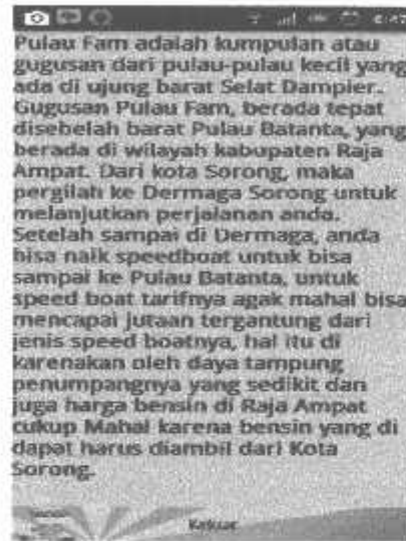 Pulau Fam adalah kumpulan atau
gugusan dari pulau-pulau kecil yang
ada di ujung barat Selat Dampier.
Gugusan Pulau Fam, berada tepat
disebelah barat Pulau Batanta, yang
berada di wilayah kabupaten Raja
Ampat. Dari kota Sorong, maka
pergilah ke Dermaga Sorong untuk
melanjutkan perjalanan anda.
Setelah sampai di Dermaga, anda
bisa naik speedboat untuk bisa
sampai ke Pulau Batanta, untuk
speed boat tarifnya agak mahal bisa
mencapai jutaan tergantung dari
jenis speed boatnya, hal itu di
karenakan oleh daya tampung
penumpangnya yang sedikit dan
juga harga bensin di Raja Ampat
cukup Mahal karena bensin yang di
dapat harus diambil dari Kota
Sorong.
Keluar